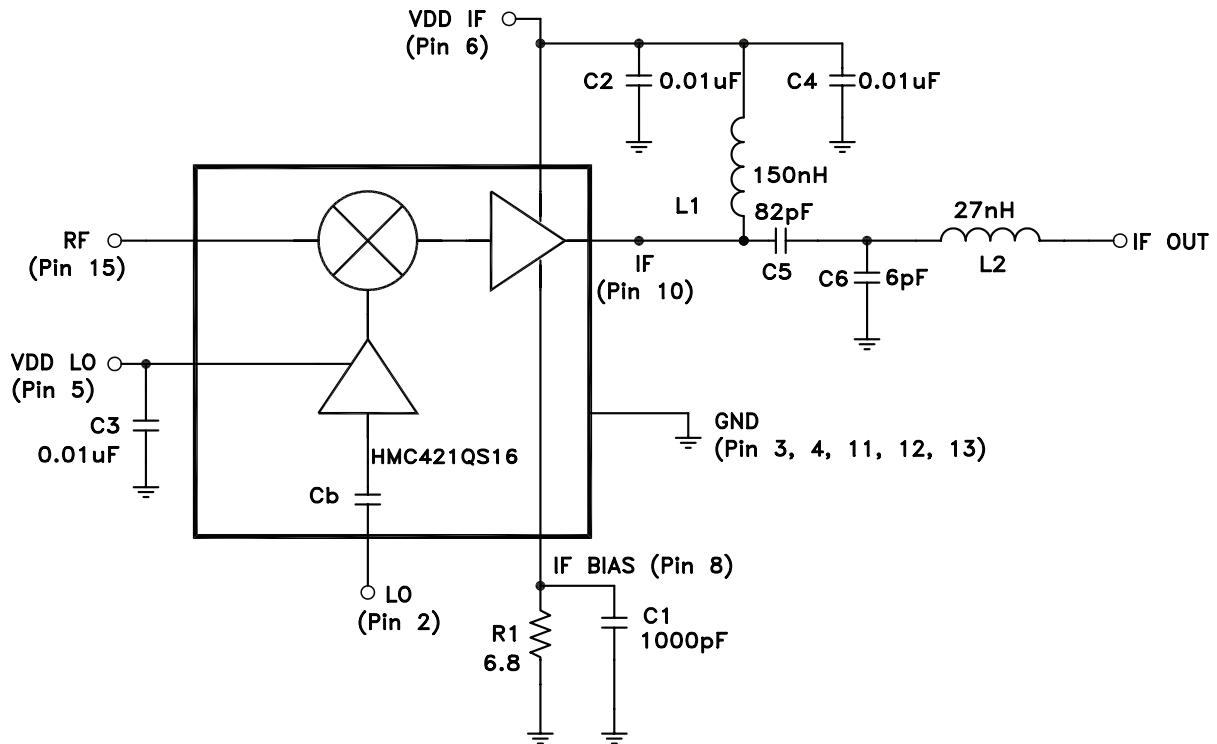 VDD IF
(Pin 6)
C2
0.01uF
C4
0.01uF
150nH
L1
82pF
27nH
RF
(Pin 15)
IF
(Pin 10)
C5
C6
6pF
L2
IF OUT
VDD LO
(Pin 5)
C3
0.01uF
HMC421QS16
GND
(Pin 3, 4, 11, 12, 13)
Cb
IF BIAS (Pin 8)
LO
(Pin 2)
R1
6.8
C1
1000pF